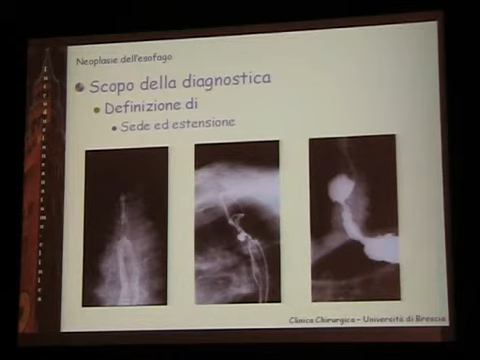 Neoplasie dell'esofago
Scopo della diagnostica
Definizione di
Sede ed estensione
Clinica Chirurgica – Università di Brescia